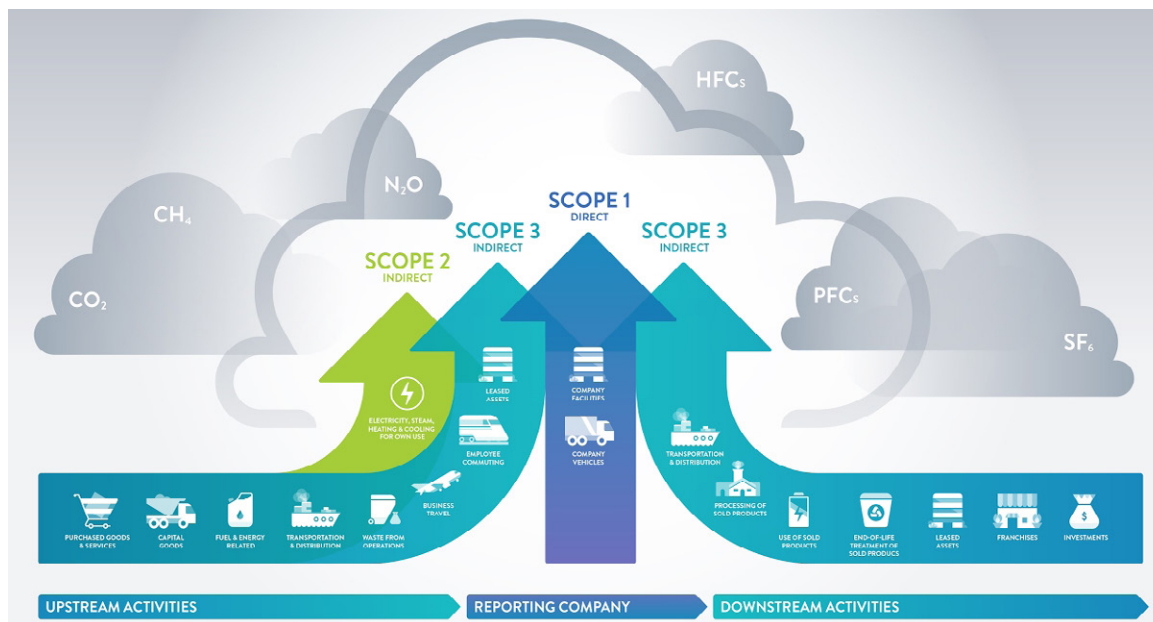 HFCs
N₂O
CH₄
CO₂
PFCs
SF₆
SCOPE 2
INDIRECT
SCOPE 3
INDIRECT
SCOPE 1
DIRECT
SCOPE 3
INDIRECT
ELECTRICITY, STEAM,
HEATING & COOLING
FOR OWN USE
LEASED
ASSETS
EMPLOYEE
COMMUTING
BUSINESS
TRAVEL
COMPANY
FACILITIES
COMPANY
VEHICLES
TRANSPORTATION
& DISTRIBUTION
PROCESSING OF
SOLD PRODUCTS
PURCHASED GOODS
& SERVICES
CAPITAL
GOODS
FUEL & ENERGY
RELATED
TRANSPORTATION
& DISTRIBUTION
WASTE FROM
OPERATIONS
USE OF SOLD
PRODUCTS
END-OF-LIFE
TREATMENT OF
SOLD PRODUCS
LEASED
ASSETS
FRANCHISES
$
INVESTMENTS
UPSTREAM ACTIVITIES
REPORTING COMPANY
DOWNSTREAM ACTIVITIES